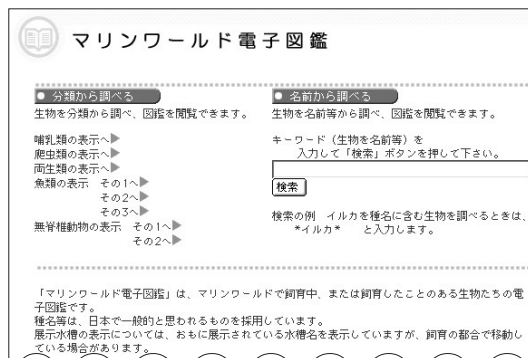 マリンワールド電子図鑑
● 分類から調べる
生物を分類から調べ、図鑑を閲覧できます。
哺乳類の表示へ▶
爬虫類の表示へ▶
両生類の表示へ▶
魚類の表示 その1へ▶
その2へ▶
その3へ▶
無脊椎動物の表示 その1へ▶
その2へ▶
● 名前から調べる
生物を名前等から調べ、図鑑を閲覧できます。
キーワード（生物を名前等）を
入力して「検索」ボタンを押して下さい。
検索
検索の例 イルカを種名に含む生物を調べるときは、
*イルカ* と入力します。
「マリンワールド電子図鑑」は、マリンワールドで飼育中、または飼育したことのある生物たちの電
子図鑑です。
種名等は、日本で一般的と思われるものを採用しています。
展示水槽の表示については、おもに展示されている水槽名を表示していますが、飼育の都合で移動し
ている場合があります。